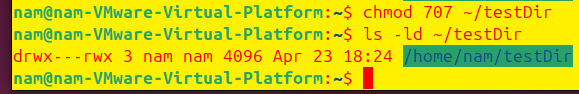 nam@nam-VMware-Virtual-Platform:~$ chmod 707 ~/testDir
nam@nam-VMware-Virtual-Platform:~$ ls -ld ~/testDir
drwx---rwx 3 nam nam 4096 Apr 23 18:24 /home/nam/testDir
nam@nam-VMware-Virtual-Platform:~$